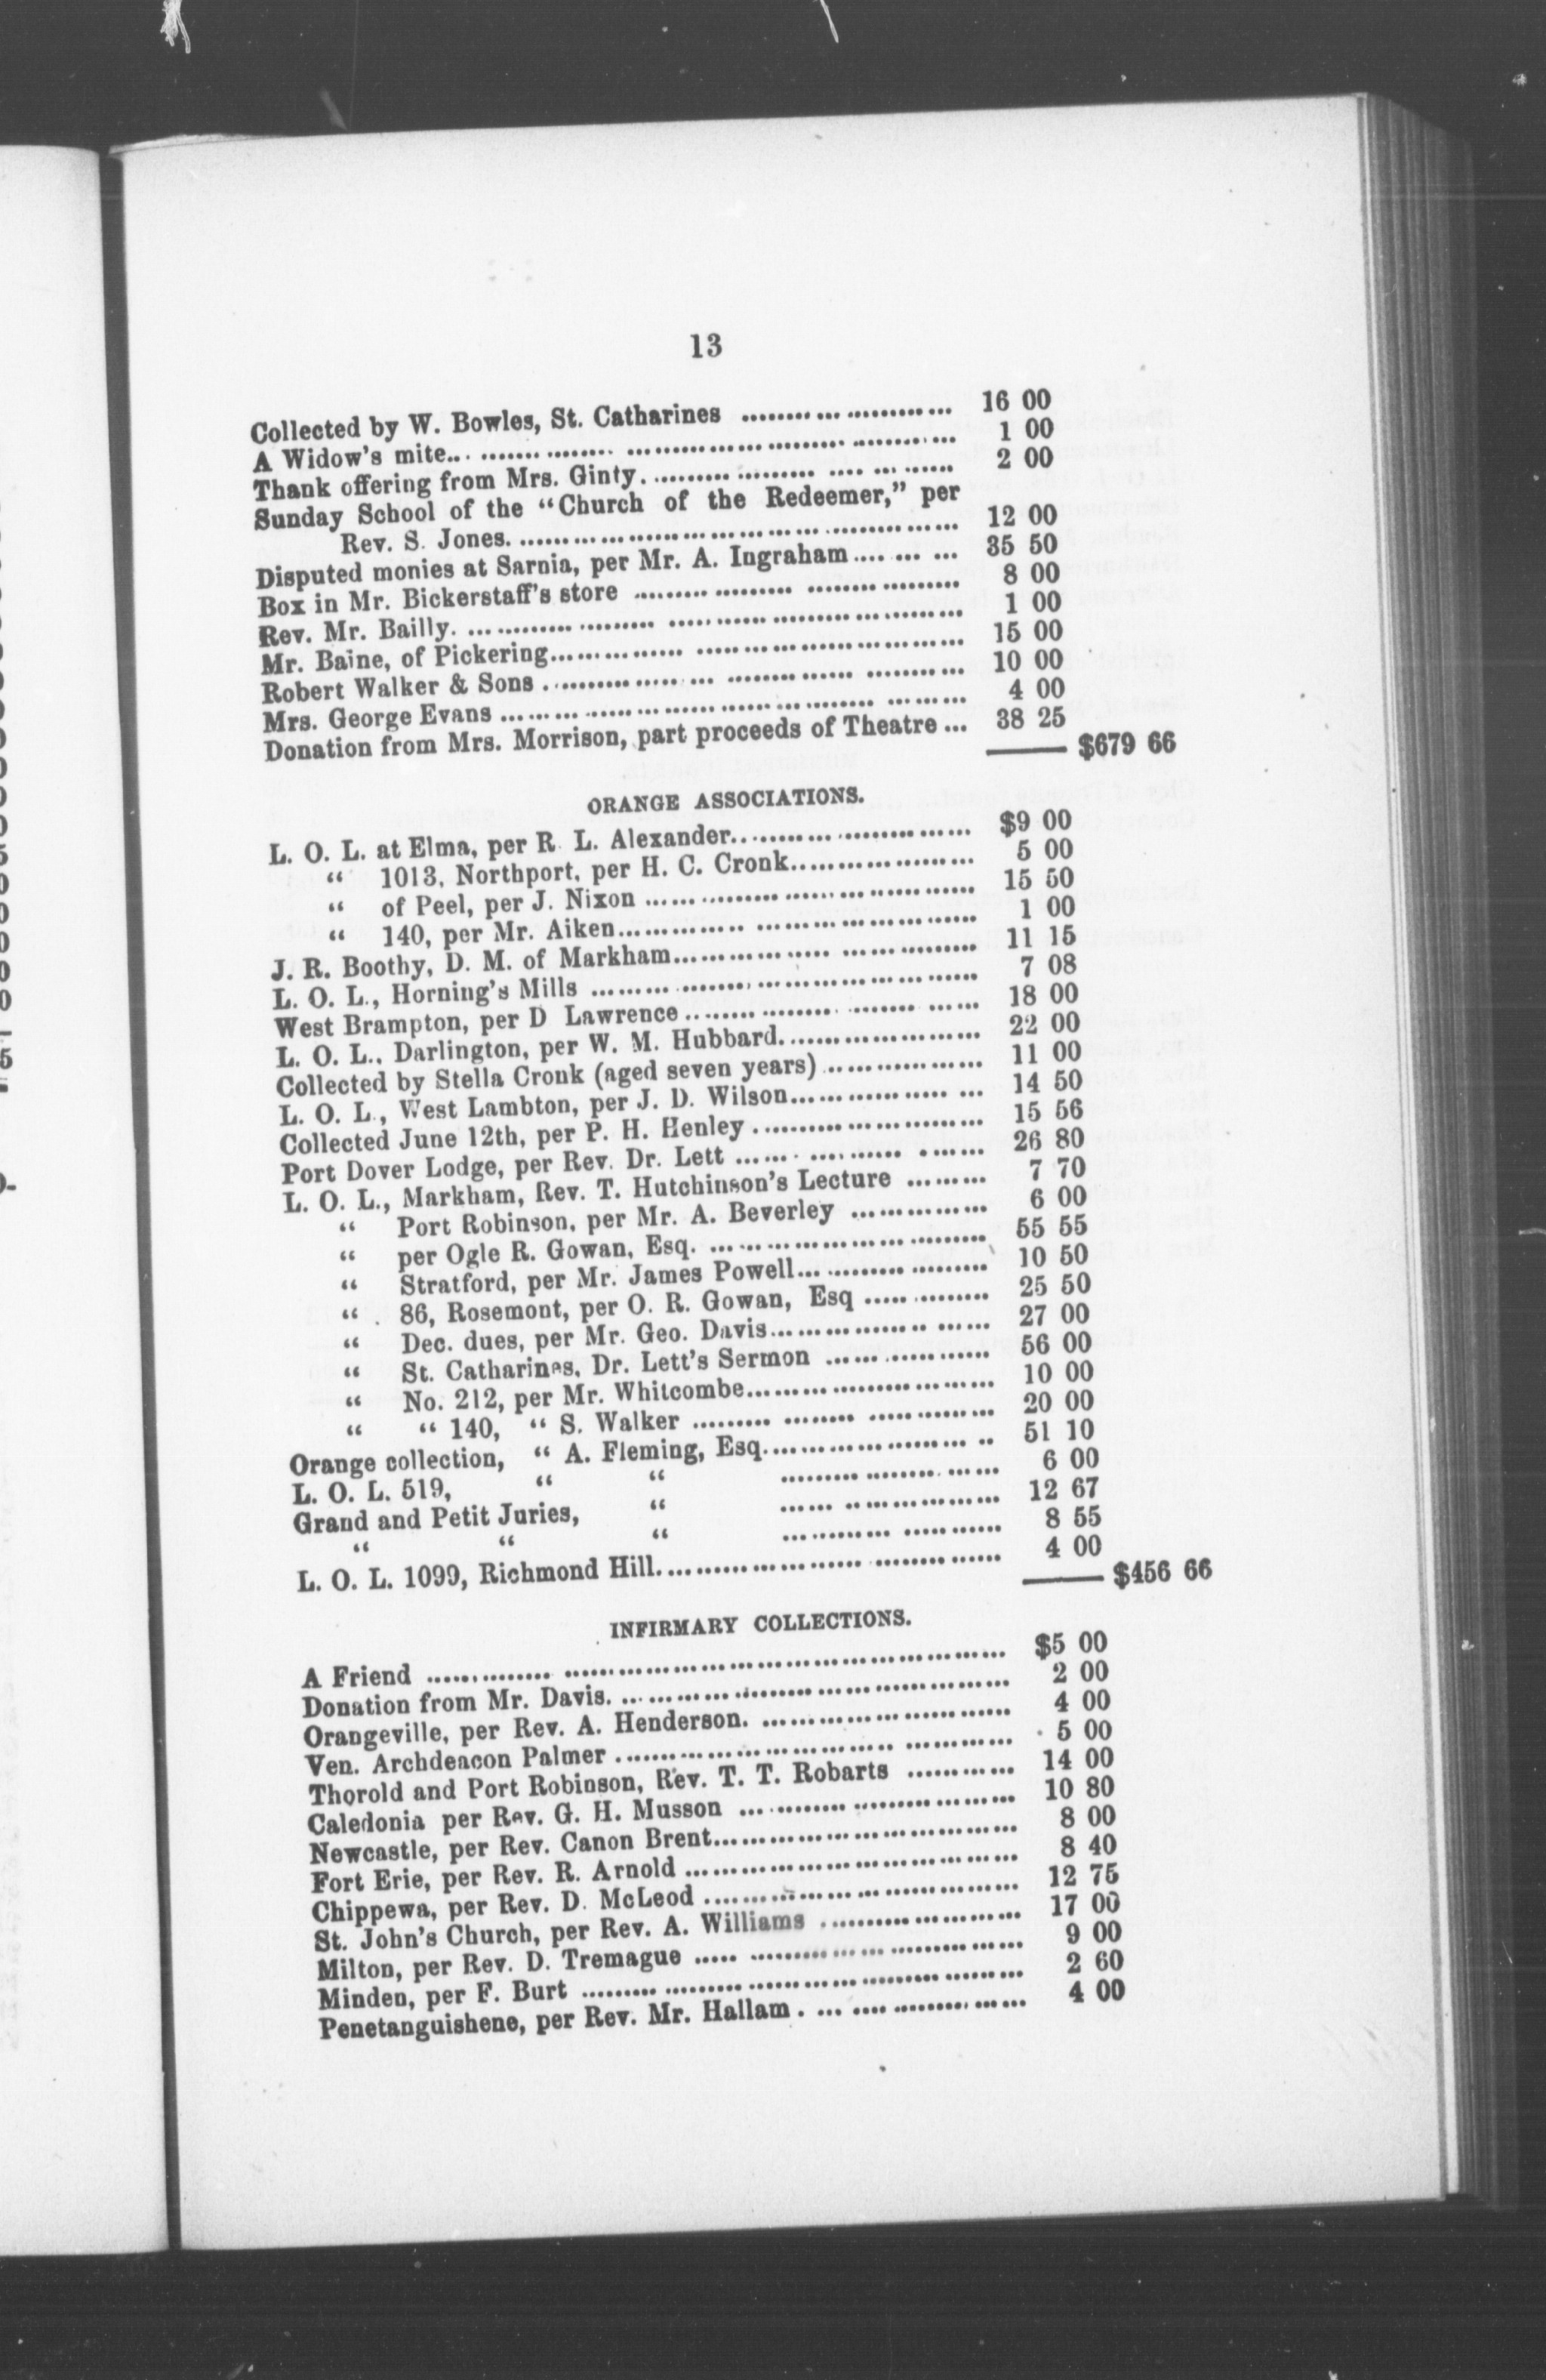 13
Collected by W. Bowles, St. Catharines .................. 16 00
A Widow's mite.................. 1 00
Thank offering from Mrs. Ginty.................. 2 00
Sunday School of the "Church of the Redeemer," per
Rev. S. Jones.................. 12 00
Disputed monies at Sarnia, per Mr. A. Ingraham.......... 35 50
Box in Mr. Bickerstaff's store .................. 8 00
Rev. Mr. Bailly.................. 1 00
Mr. Baine, of Pickering.................. 15 00
Robert Walker & Sons .................. 10 00
Mrs. George Evans .................. 4 00
Donation from Mrs. Morrison, part proceeds of Theatre ... 38 25
$679 66
ORANGE ASSOCIATIONS.
L. O. L. at Elma, per R. L. Alexander.................. $9 00
" 1013, Northport, per H. C. Cronk.................. 5 00
" of Peel, per J. Nixon .................. 15 50
" 140, per Mr. Aiken.................. 1 00
J. R. Boothy, D. M. of Markham.................. 11 15
L. O. L., Horning's Mills .................. 7 08
West Brampton, per D Lawrence .................. 18 00
L. O. L., Darlington, per W. M. Hubbard.................. 22 00
Collected by Stella Cronk (aged seven years) .................. 11 00
L. O. L., West Lambton, per J. D. Wilson.................. 14 50
Collected June 12th, per P. H. Henley .................. 15 56
Port Dover Lodge, per Rev. Dr. Lett .................. 26 80
L. O. L., Markham, Rev. T. Hutchinson's Lecture ......... 7 70
" Port Robinson, per Mr. A. Beverley ............... 6 00
" per Ogle R. Gowan, Esq. .................. 55 55
" Stratford, per Mr. James Powell.................. 10 50
" 86, Rosemont, per O. R. Gowan, Esq .............. 25 50
" Dec. dues, per Mr. Geo. Davis.................. 27 00
" St. Catharines, Dr. Lett's Sermon .................. 56 00
" No. 212, per Mr. Whitcombe.................. 10 00
" " 140, " S. Walker .................. 20 00
Orange collection, " A. Fleming, Esq.................. 51 10
L. O. L. 519, " " .................. 6 00
Grand and Petit Juries, " .................. 12 67
" " " .................. 8 55
L. O. L. 1099, Richmond Hill.................. 4 00
$456 66
INFIRMARY COLLECTIONS.
A Friend .................. $5 00
Donation from Mr. Davis.................. 2 00
Orangeville, per Rev. A. Henderson. .................. 4 00
Ven. Archdeacon Palmer .................. 5 00
Thorold and Port Robinson, Rev. T. T. Robarts ............ 14 00
Caledonia per Rev. G. H. Musson .................. 10 80
Newcastle, per Rev. Canon Brent.................. 8 00
Fort Erie, per Rev. R. Arnold .................. 8 40
Chippewa, per Rev. D. McLeod .................. 12 75
St. John's Church, per Rev. A. Williams .................. 17 00
Milton, per Rev. D. Tremague .................. 9 00
Minden, per F. Burt .................. 2 60
Penetanguishene, per Rev. Mr. Hallam .................. 4 00